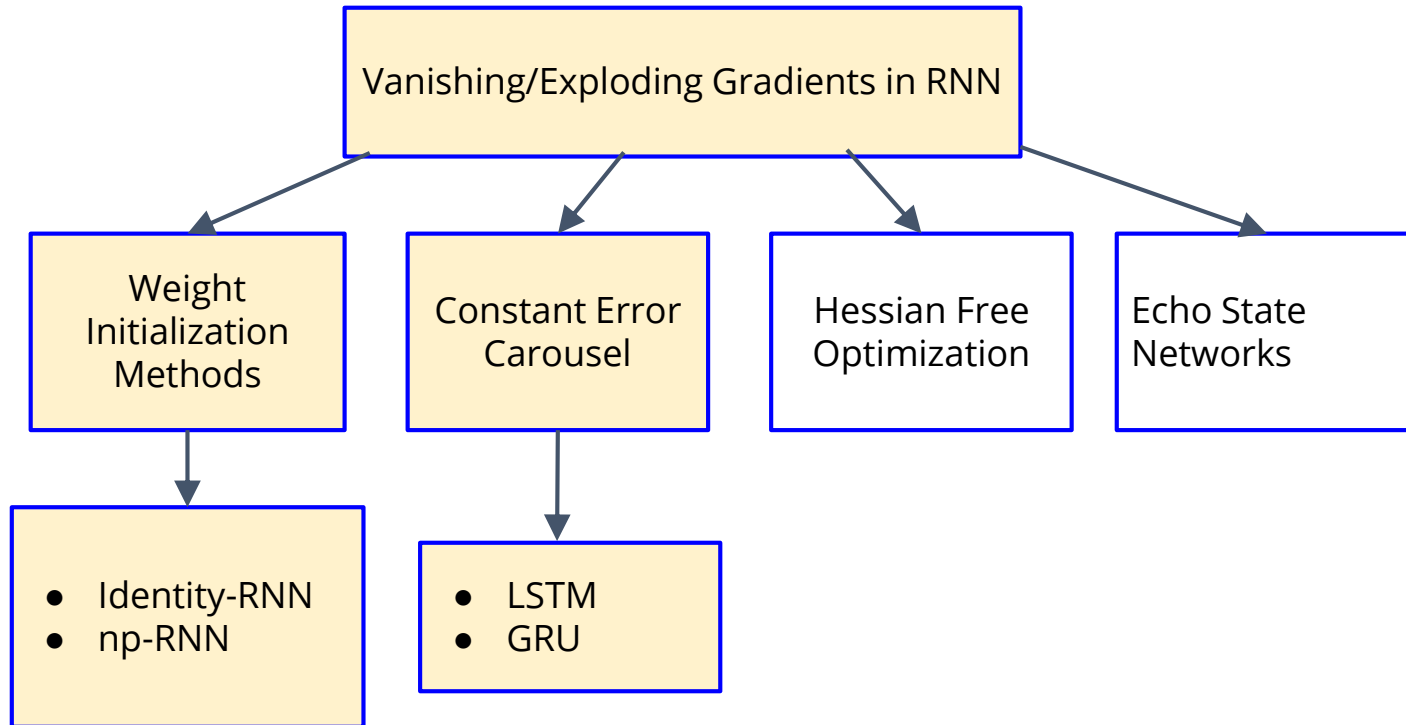 Vanishing/Exploding Gradients in RNN
Weight
Initialization
Methods
Constant Error
Carousel
Hessian Free
Optimization
Echo State
Networks
● Identity-RNN
● np-RNN
● LSTM
● GRU